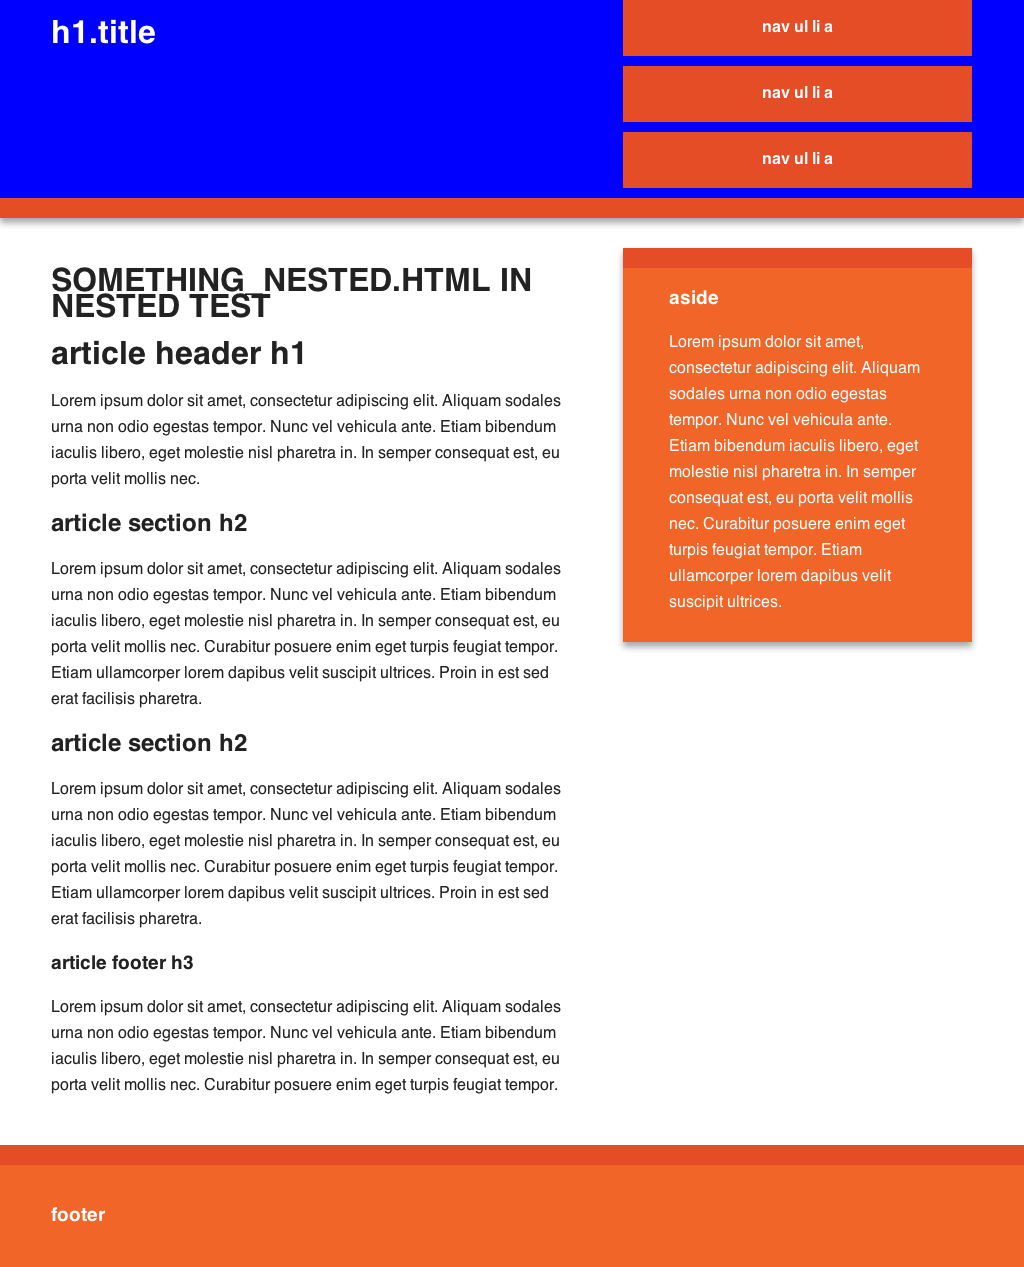 h1.title
nav ul li a
nav ul li a
nav ul li a
SOMETHING_NESTED.HTML IN
NESTED TEST
article header h1
Lorem ipsum dolor sit amet, consectetur adipiscing elit. Aliquam sodales
urna non odio egestas tempor. Nunc vel vehicula ante. Etiam bibendum
iaculis libero, eget molestie nisl pharetra in. In semper consequat est, eu
porta velit mollis nec.
article section h2
Lorem ipsum dolor sit amet, consectetur adipiscing elit. Aliquam sodales
urna non odio egestas tempor. Nunc vel vehicula ante. Etiam bibendum
iaculis libero, eget molestie nisl pharetra in. In semper consequat est, eu
porta velit mollis nec. Curabitur posuere enim eget turpis feugiat tempor.
Etiam ullamcorper lorem dapibus velit suscipit ultrices. Proin in est sed
erat facilisis pharetra.
article section h2
Lorem ipsum dolor sit amet, consectetur adipiscing elit. Aliquam sodales
urna non odio egestas tempor. Nunc vel vehicula ante. Etiam bibendum
iaculis libero, eget molestie nisl pharetra in. In semper consequat est, eu
porta velit mollis nec. Curabitur posuere enim eget turpis feugiat tempor.
Etiam ullamcorper lorem dapibus velit suscipit ultrices. Proin in est sed
erat facilisis pharetra.
article footer h3
Lorem ipsum dolor sit amet, consectetur adipiscing elit. Aliquam sodales
urna non odio egestas tempor. Nunc vel vehicula ante. Etiam bibendum
iaculis libero, eget molestie nisl pharetra in. In semper consequat est, eu
porta velit mollis nec. Curabitur posuere enim eget turpis feugiat tempor.
aside
Lorem ipsum dolor sit amet,
consectetur adipiscing elit. Aliquam
sodales urna non odio egestas
tempor. Nunc vel vehicula ante.
Etiam bibendum iaculis libero, eget
molestie nisl pharetra in. In semper
consequat est, eu porta velit mollis
nec. Curabitur posuere enim eget
turpis feugiat tempor. Etiam
ullamcorper lorem dapibus velit
suscipit ultrices.
footer